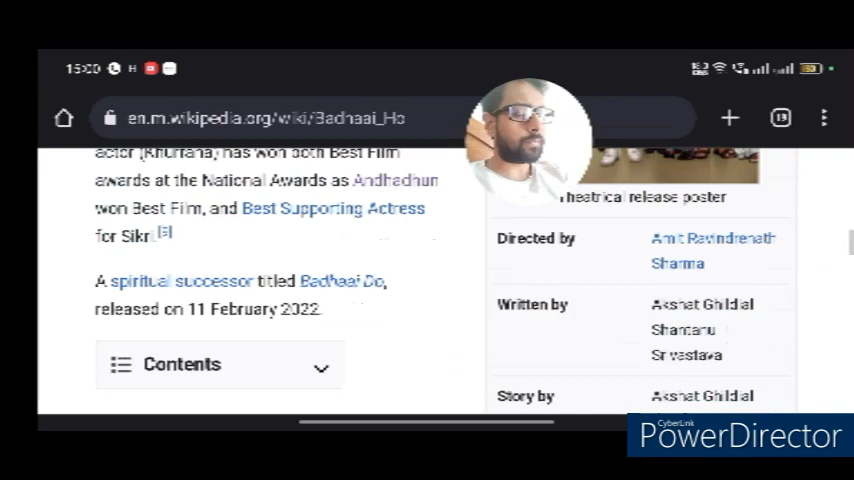 15:00
en.m.wikipedia.org/wiki/Badhaai_Ho
19
actor (Khurrana) has won both Best Film
awards at the National Awards as Andhadhun
won Best Film, and Best Supporting Actress
for Sikri.
A spiritual successor titled Badhaai Do,
released on 11 February 2022.
Contents
Theatrical release poster
Directed by Amit Ravindrenath
Sharma
Written by Akshat Ghildial
Shantanu
Srivastava
Story by Akshat Ghildial
CyberLink
PowerDirector